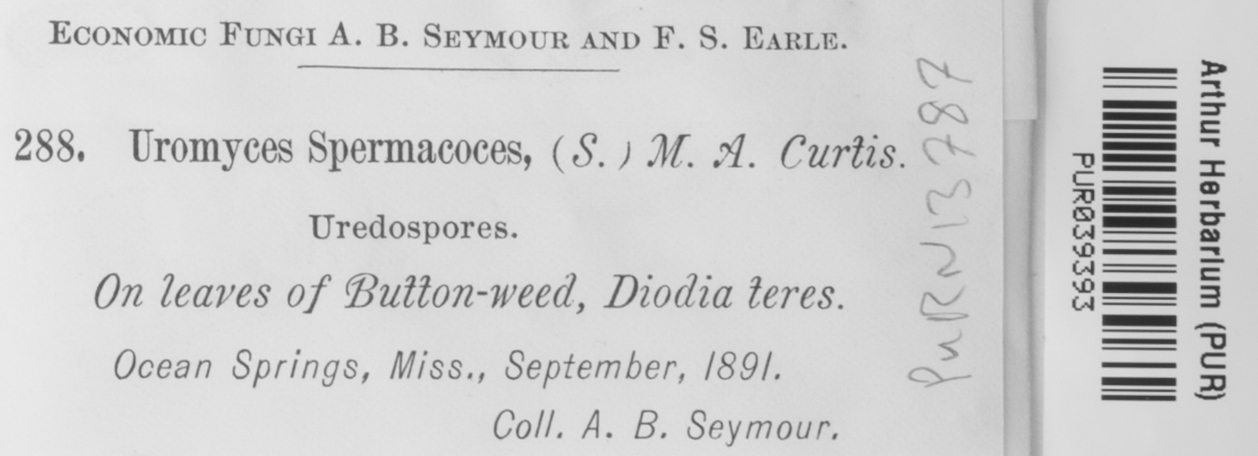 ECONOMIC FUNGI A. B. SEYMOUR AND F. S. EARLE.
288. Uromyces Spermacoces, (S.) M. A. Curtis.
Uredospores.
On leaves of Button-weed, Diodia teres.
Ocean Springs, Miss., September, 1891.
Coll. A. B. Seymour.
PURN13787
PUR039393
Arthur Herbarium (PUR)